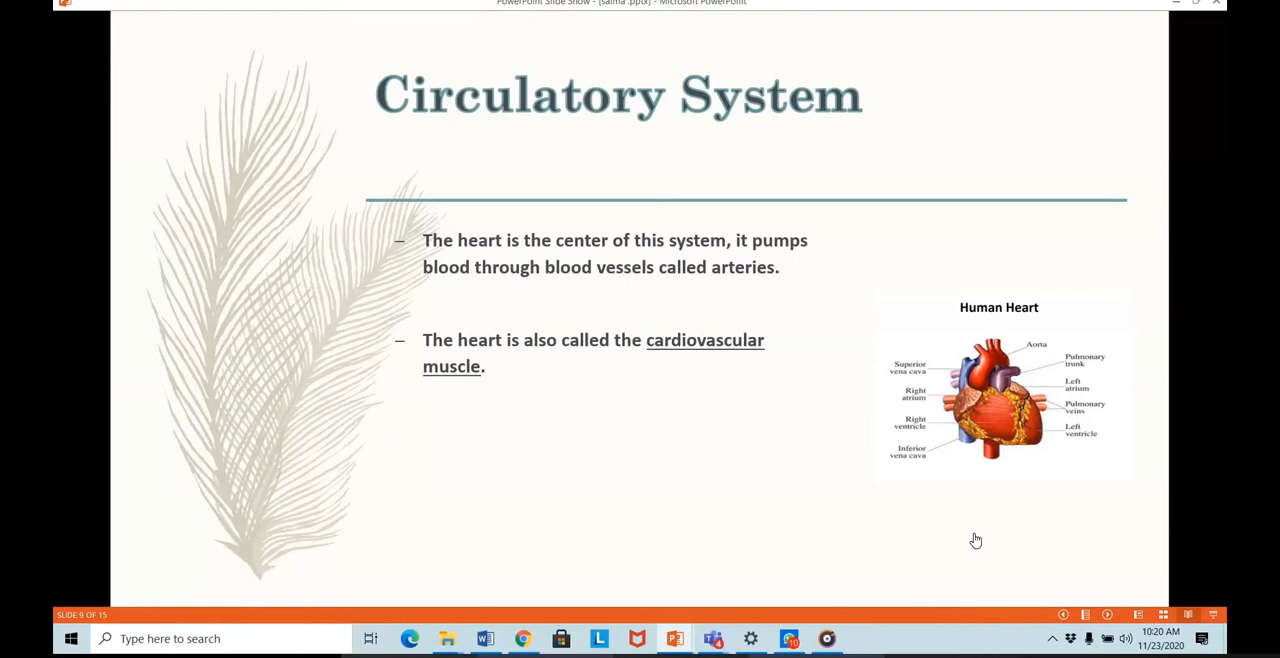 PowerPoint Slide Show - [salma .pptx] - Microsoft PowerPoint
Circulatory System
– The heart is the center of this system, it pumps
blood through blood vessels called arteries.
– The heart is also called the cardiovascular
muscle.
Human Heart
Aorta
Superior
vena cava
Pulmonary
trunk
Right
atrium
Left
atrium
Pulmonary
veins
Right
ventricle
Left
ventricle
Inferior
vena cava
SLIDE 9 OF 15
Type here to search
L
4
10
10:20 AM
11/23/2020